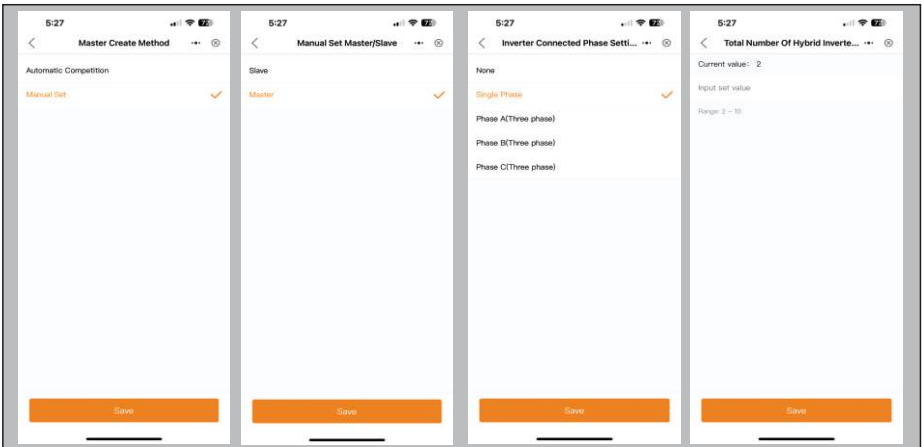 5:27
Master Create Method
Automatic Competition
Manual Set
Save
5:27
Manual Set Master/Slave
Slave
Master
Save
5:27
Inverter Connected Phase Setti...
None
Single Phase
Phase A(Three phase)
Phase B(Three phase)
Phase C(Three phase)
Save
5:27
Total Number Of Hybrid Inverte...
Current value: 2
Input set value
Range: 2 - 10
Save